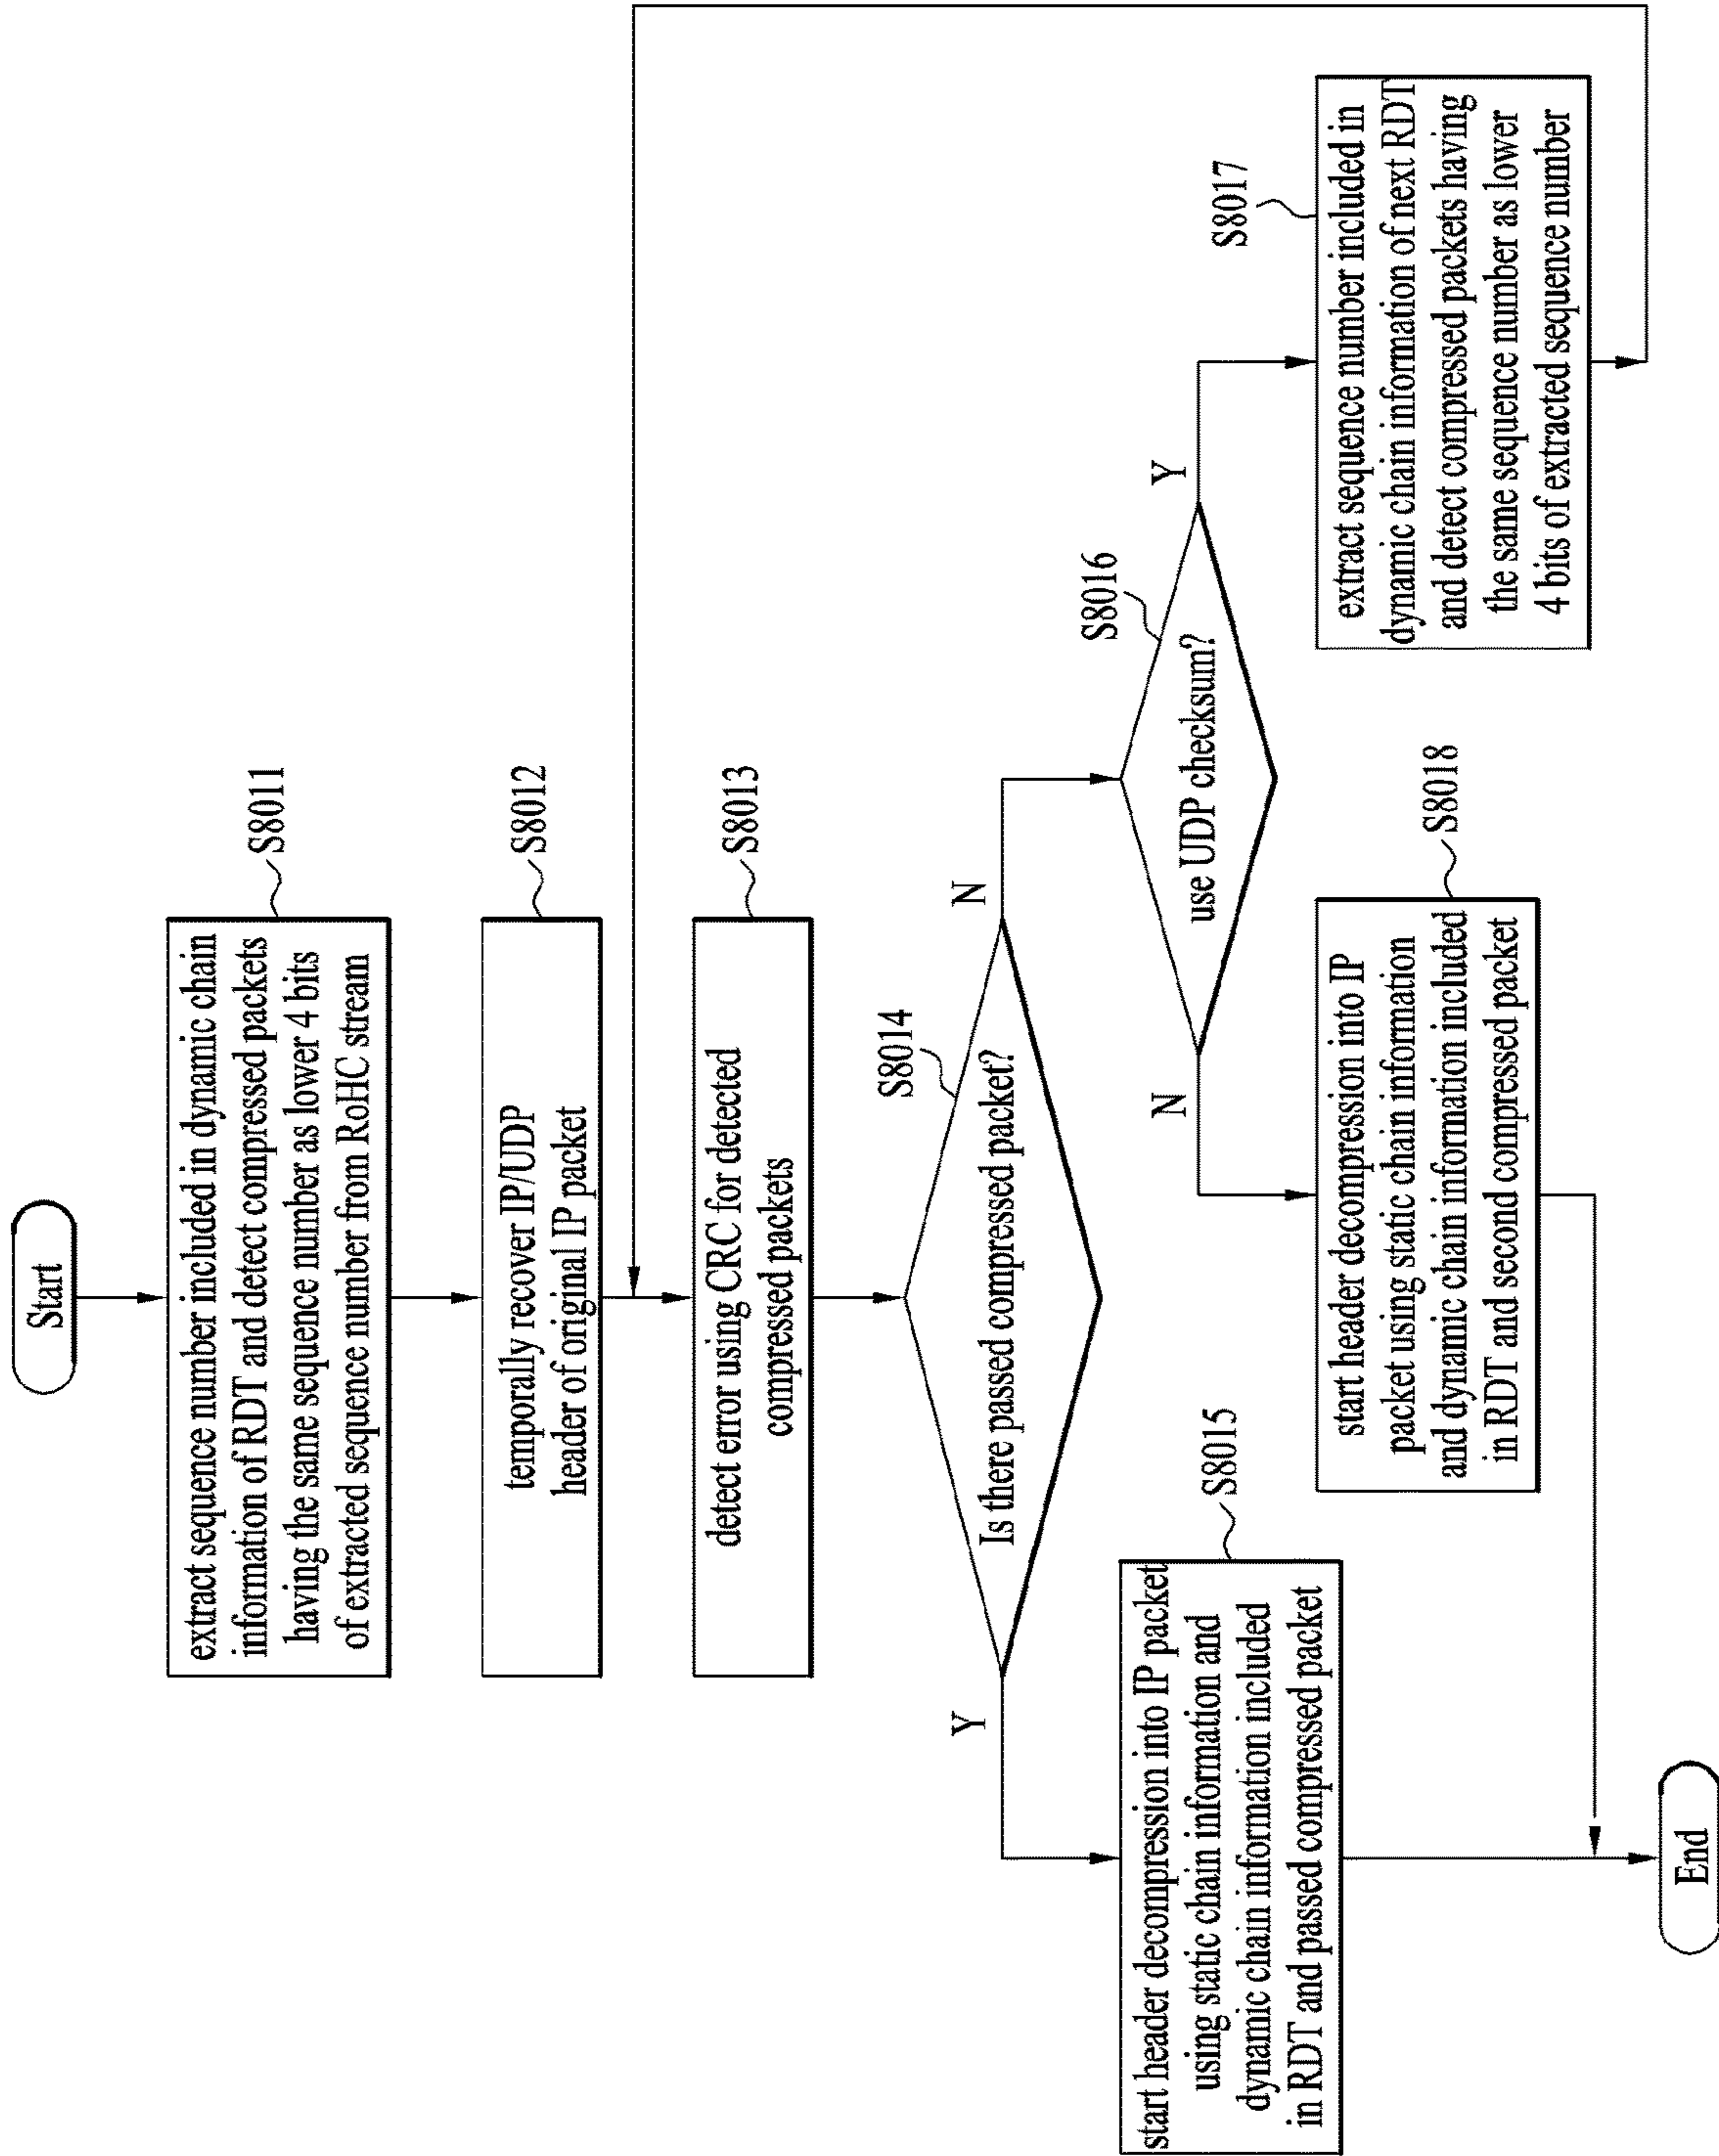 Start
extract sequence number included in dynamic chain
information of RDT and detect compressed packets
having the same sequence number as lower 4 bits
of extracted sequence number from RoHC stream
S8011
temporally recover IP/UDP
header of original IP packet
S8012
detect error using CRC for detected
compressed packets
S8013
Is there passed compressed packet?
S8014
Y
N
start header decompression into IP packet
using static chain information and
dynamic chain information included
in RDT and passed compressed packet
S8015
use UDP checksum?
S8016
N
Y
start header decompression into IP
packet using static chain information
and dynamic chain information included
in RDT and second compressed packet
S8018
extract sequence number included in
dynamic chain information of next RDT
and detect compressed packets having
the same sequence number as lower
4 bits of extracted sequence number
S8017
End